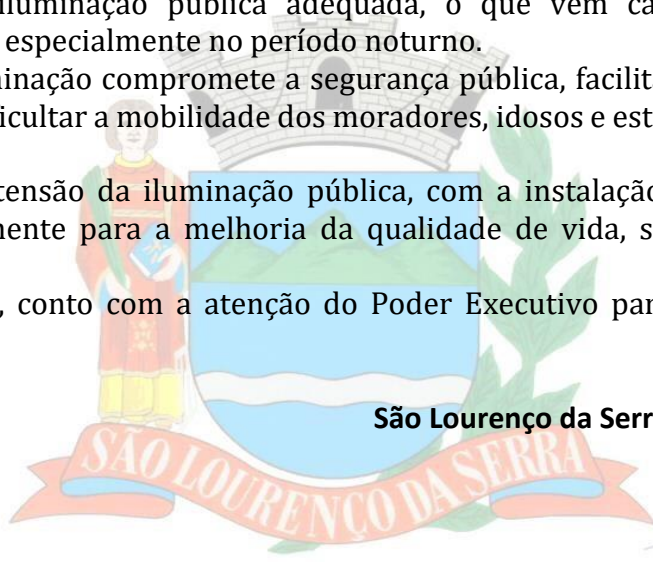 iluminação pública adequada, o que vem ca
especialmente no período noturno.
minação compromete a segurança pública, facilit
icultar a mobilidade dos moradores, idosos e est
tensão da iluminação pública, com a instalação
mente para a melhoria da qualidade de vida, s
, conto com a atenção do Poder Executivo par
São Lourenço da Serr
SÃO LOURENÇO DA SERRA